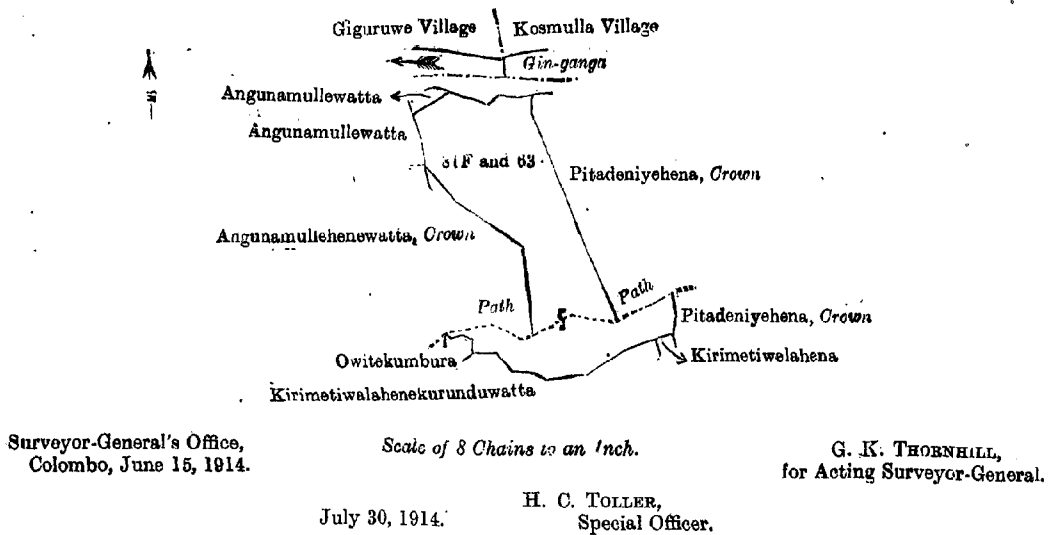 Giguruwe Village Kosmulla Village
Gin-ganga
Angunamullewatta
Angunamullewatta
61F and 63
Pitadeniyehena, Crown
Angunamullehenewatta, Crown
Path
Path
Pitadeniyehena, Crown
Owitekumbura
Kirimetiwelahena
Kirimetiwalahenekurunduwatta
Surveyor-General's Office,
Colombo, June 15, 1914.
Scale of 8 Chains to an Inch.
G. K. THORNHILL,
for Acting Surveyor-General.
July 30, 1914.
H. C. TOLLER,
Special Officer.